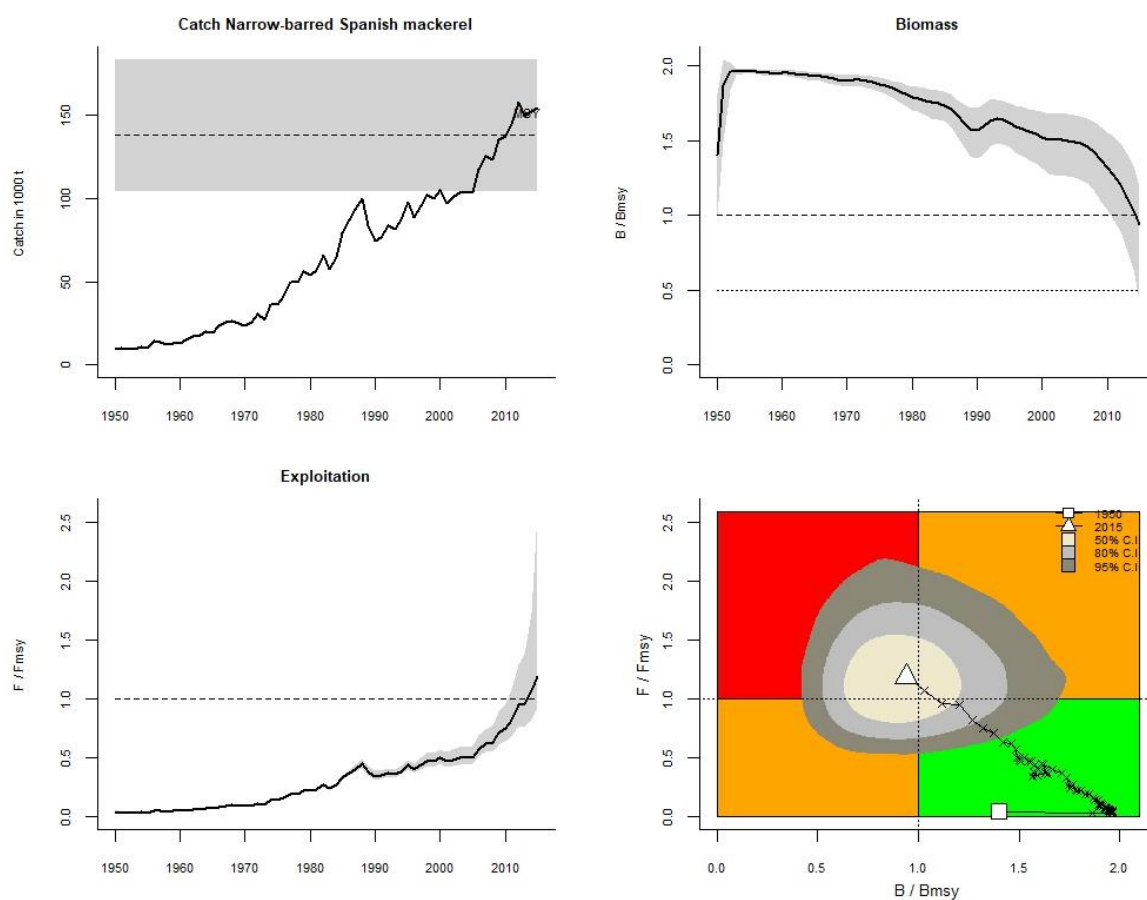 Catch Narrow-barred Spanish mackerel
Catch in 1000 t
0 50 100 150
MSY
1950 1960 1970 1980 1990 2000 2010
Biomass
B / Bmsy
0.0 0.5 1.0 1.5 2.0
1950 1960 1970 1980 1990 2000 2010
Exploitation
F / Fmsy
0.0 0.5 1.0 1.5 2.0 2.5
1950 1960 1970 1980 1990 2000 2010
F / Fmsy
0.0 0.5 1.0 1.5 2.0 2.5
1950
2015
50% C.I
80% C.I
95% C.I
0.0 0.5 1.0 1.5 2.0
B / Bmsy